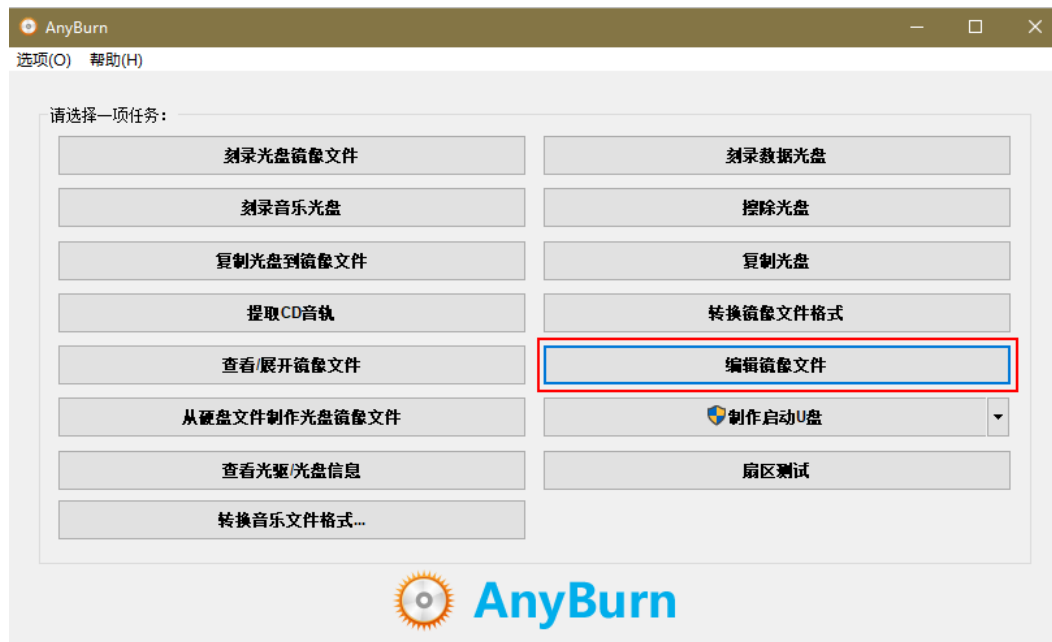 AnyBurn
选项(O) 帮助(H)
请选择一项任务：
刻录光盘镜像文件 刻录数据光盘
刻录音乐光盘 擦除光盘
复制光盘到镜像文件 复制光盘
提取CD音轨 转换镜像文件格式
查看/展开镜像文件 编辑镜像文件
从硬盘文件制作光盘镜像文件 制作启动U盘
查看光驱/光盘信息 扇区测试
转换音乐文件格式...
AnyBurn